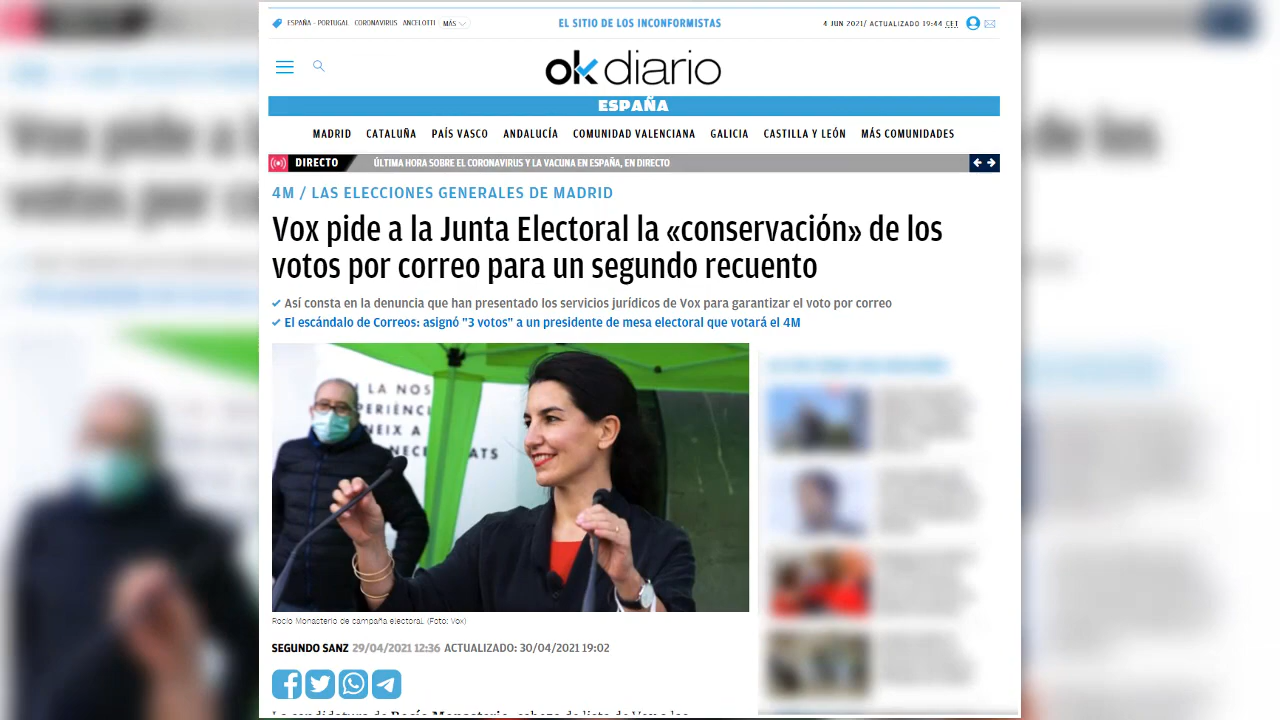 ESPAÑA - PORTUGAL CORONAVIRUS ANCELOTTI MÁS
EL SITIO DE LOS INCONFORMISTAS
4 JUN 2021/ ACTUALIZADO 19:44 CET
okdiario
ESPAÑA
MADRID CATALUÑA PAÍS VASCO ANDALUCÍA COMUNIDAD VALENCIANA GALICIA CASTILLA Y LEÓN MÁS COMUNIDADES
DIRECTO ÚLTIMA HORA SOBRE EL CORONAVIRUS Y LA VACUNA EN ESPAÑA, EN DIRECTO
4M / LAS ELECCIONES GENERALES DE MADRID
Vox pide a la Junta Electoral la «conservación» de los
votos por correo para un segundo recuento
Así consta en la denuncia que han presentado los servicios jurídicos de Vox para garantizar el voto por correo
El escándalo de Correos: asignó "3 votos" a un presidente de mesa electoral que votará el 4M
LA NOS
PERIÈNCI
NEIX A
NECE ATS
Rocío Monasterio de campaña electoral. (Foto: Vox)
SEGUNDO SANZ 29/04/2021 12:36 ACTUALIZADO: 30/04/2021 19:02